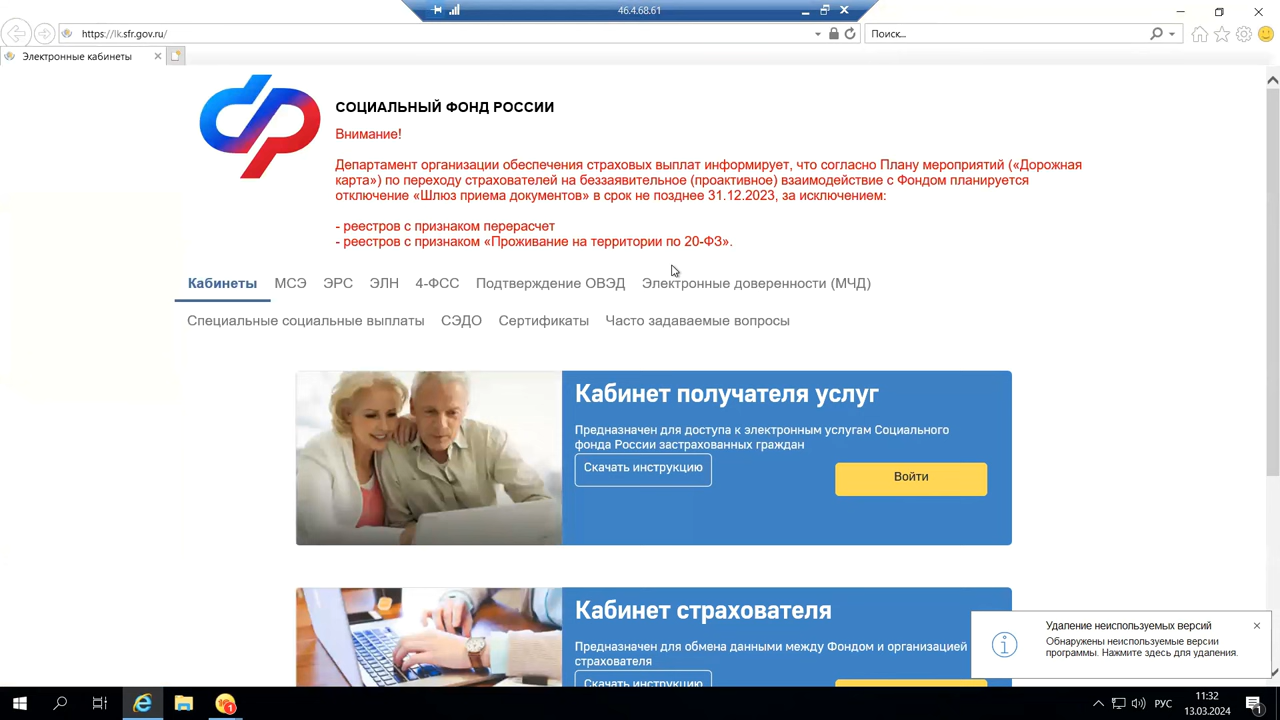 46.4.68.61
https://lk.sfr.gov.ru/
Поиск...
Электронные кабинеты
СОЦИАЛЬНЫЙ ФОНД РОССИИ
Внимание!
Департамент организации обеспечения страховых выплат информирует, что согласно Плану мероприятий («Дорожная
карта») по переходу страхователей на беззаявительное (проактивное) взаимодействие с Фондом планируется
отключение «Шлюз приема документов» в срок не позднее 31.12.2023, за исключением:
- реестров с признаком перерасчет
- реестров с признаком «Проживание на территории по 20-ФЗ».
Кабинеты МСЭ ЭРС ЭЛН 4-ФСС Подтверждение ОВЭД Электронные доверенности (МЧД)
Специальные социальные выплаты СЭДО Сертификаты Часто задаваемые вопросы
Кабинет получателя услуг
Предназначен для доступа к электронным услугам Социального
фонда России застрахованных граждан
Скачать инструкцию
Войти
Кабинет страхователя
Предназначен для обмена данными между Фондом и организацией
страхователя
Скачать инструкцию
Удаление неиспользуемых версий
Обнаружены неиспользуемые версии
программы. Нажмите здесь для удаления.
1
РУС
11:32
13.03.2024
1